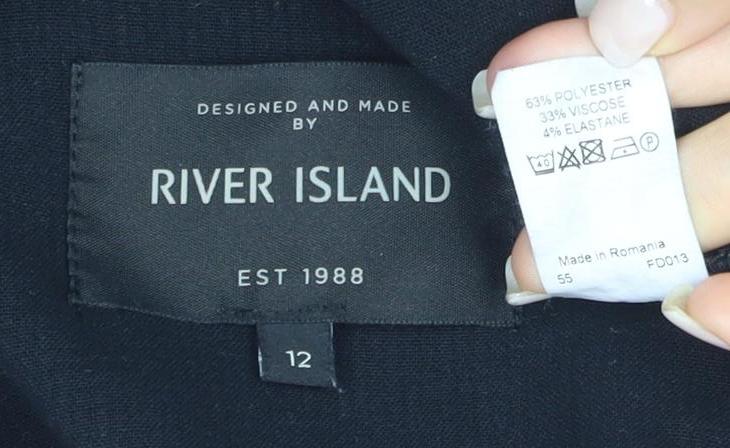 DESIGNED AND MADE
BY
RIVER ISLAND
EST 1988
12
63% POLYESTER
33% VISCOSE
4% ELASTANE
40 P
Made in Romania
55 FD013